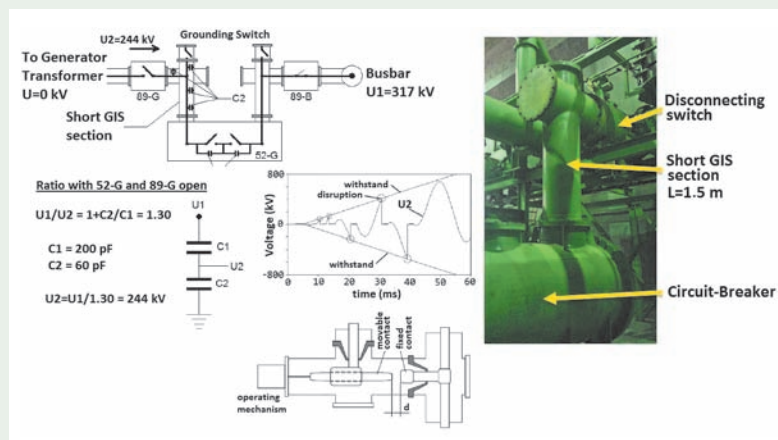 U2=244 kV
Grounding Switch
To Generator
Transformer
U=0 kV
Busbar
U1=317 kV
89-G
C2
89-B
Short GIS
section
52-G
Ratio with 52-G and 89-G open
U1/U2 = 1+C2/C1 = 1.30
U1
C1 = 200 pF
C2 = 60 pF
C1
U2
C2
U2=U1/1.30 = 244 kV
800
withstand
disruption
U2
Voltage (kV)
withstand
-800
0
10
20
30
40
50
60
time (ms)
movable
contact
fixed
contact
operating
mechanism
d
Disconnecting
switch
Short GIS
section
L=1.5 m
Circuit-Breaker